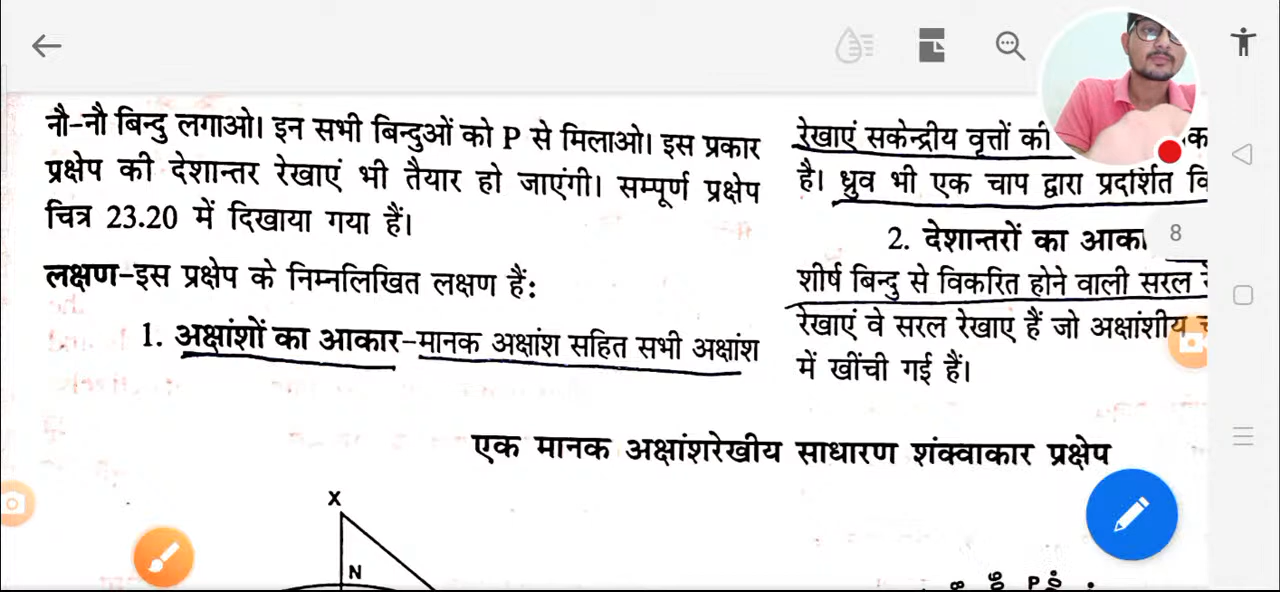 नौ-नौ बिन्दु लगाओ। इन सभी बिन्दुओं को P से मिलाओ। इस प्रकार
प्रक्षेप की देशान्तर रेखाएं भी तैयार हो जाएंगी। सम्पूर्ण प्रक्षेप
चित्र 23.20 में दिखाया गया हैं।
लक्षण-इस प्रक्षेप के निम्नलिखित लक्षण हैं:
1. अक्षांशों का आकार-मानक अक्षांश सहित सभी अक्षांश
रेखाएं सकेन्द्रीय वृत्तों की
है। ध्रुव भी एक चाप द्वारा प्रदर्शित
2. देशान्तरों का
8
शीर्ष बिन्दु से विकरित होने वाली सरल
रेखाएं वे सरल रेखाए हैं जो अक्षांशीय
में खींची गई हैं।
एक मानक अक्षांशरेखीय साधारण शंक्वाकार प्रक्षेप
X
N
P